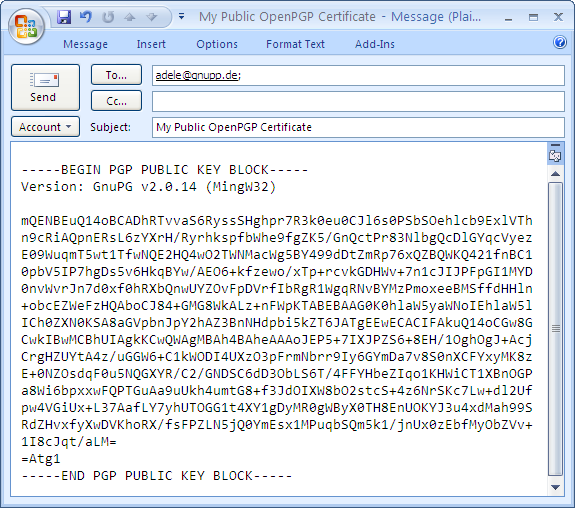 My Public OpenPGP Certificate - Message (Plai...
Message Insert Options Format Text Add-Ins
To... adele@gnupp.de;
Cc...
Send
Account Subject: My Public OpenPGP Certificate
-----BEGIN PGP PUBLIC KEY BLOCK-----
Version: GnuPG v2.0.14 (MingW32)
mQENBEuQ14oBCADhRTvvaS6RyssSHghpr7R3k0eu0CJl6s0PSbSOehlcb9ExlVTh
n9cRiAQpnERsL6zYXrH/RyrhkspfbWhe9fgZK5/GnQctPr83NlbgQcDlGYqcVyez
E09WuqmT5wt1TfwNQE2HQ4wO2TWNMacWg5BY499dDtZmRp76xQZBQWKQ421fnBC1
0pbV5IP7hgDs5v6HkqBYw/AEO6+kfzewo/xTp+rcvkGDHWv+7n1cJIJPFpGI1MYD
0nvWvrJn7d0xf0hRXbQnwUYZOvFpDVrfIbRgR1WgqRNvBYMzPmoxeeBMSffdHHln
+obcEZWeFzHQAboCJ84+GMG8WkALz+nFWpKTABEBAAG0K0hlaW5yaWNoIEhlaW5l
ICh0ZXN0KSA8aGVpbnJpY2hAZ3BnNHdpbi5kZT6JATgEEwECACIFAkuQ14oCGw8G
CwkIBwMCBhUIAgkKCwQWAgMBAh4BAheAAAoJEP5+7IXJPZS6+8EH/1OghOgJ+Acj
CrgHZUYtA4z/uGGW6+C1kWODI4UXzO3pFrmNbrr9Iy6GYmDa7v8S0nXCFYxyMK8z
E+0NZOsdqF0u5NQGXYR/C2/GNDSC6dD3ObLS6T/4FFYHbeZIqo1KHWiCT1XBnOGP
a8Wi6bpxxwFQPTGuAa9uUkh4umtG8+f3JdOIXW8bO2stcS+4z6NrSKc7Lw+dl2Uf
pw4VGiUx+L37AafLY7yhUTOGG1t4XY1gDyMR0gWByX0TH8EnUOKYJ3u4xdMah99S
RdZHvxfyXwDVKhoRX/fsFPZLN5jQ0YmEsx1MPuqbSQm5k1/jnUx0zEbfMyObZVv+
1I8cJqt/aLM=
=Atg1
-----END PGP PUBLIC KEY BLOCK-----